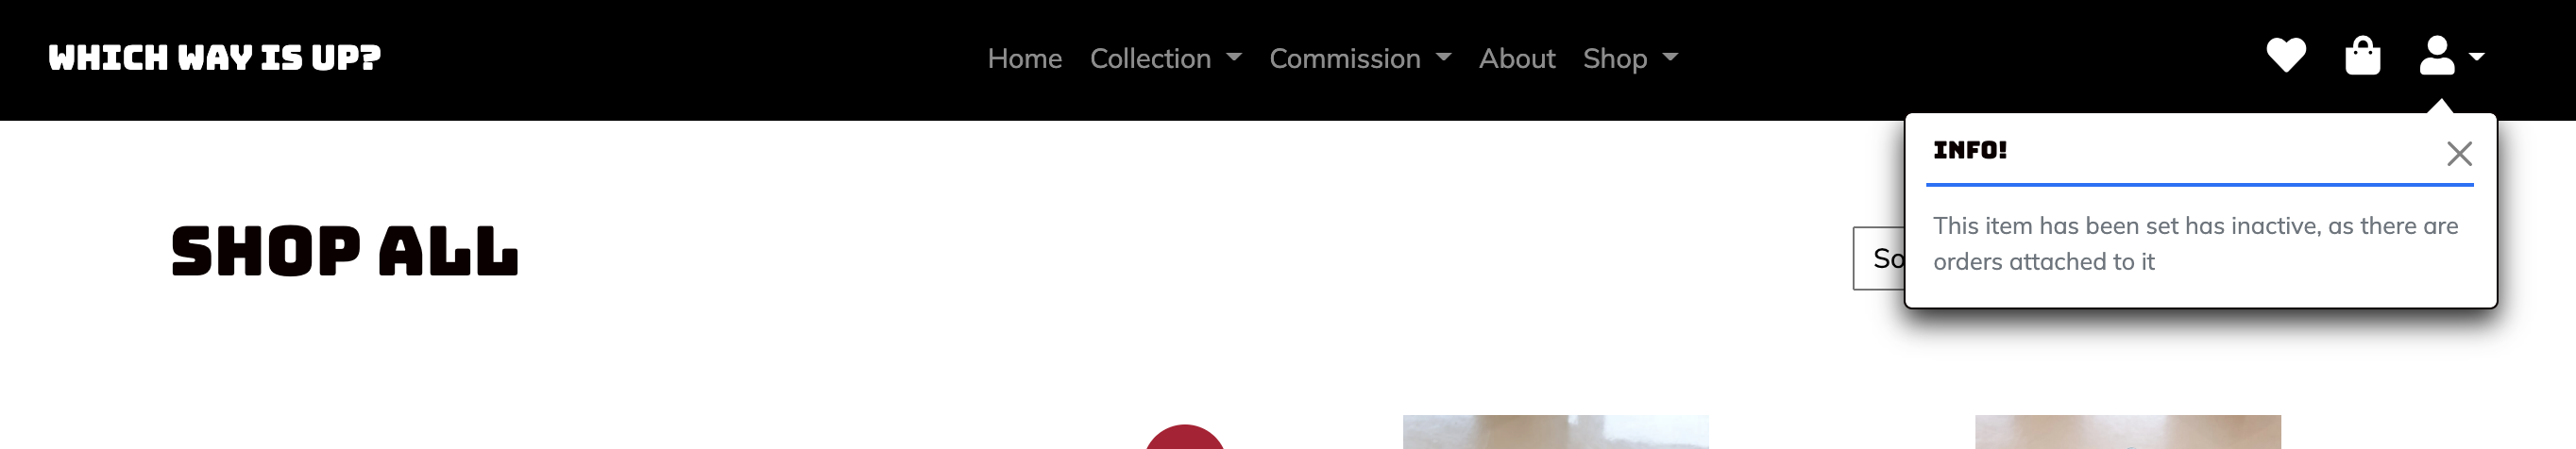 WHICH WAY IS UP?
Home Collection Commission About Shop
INFO!
This item has been set has inactive, as there are
orders attached to it
SHOP ALL
So